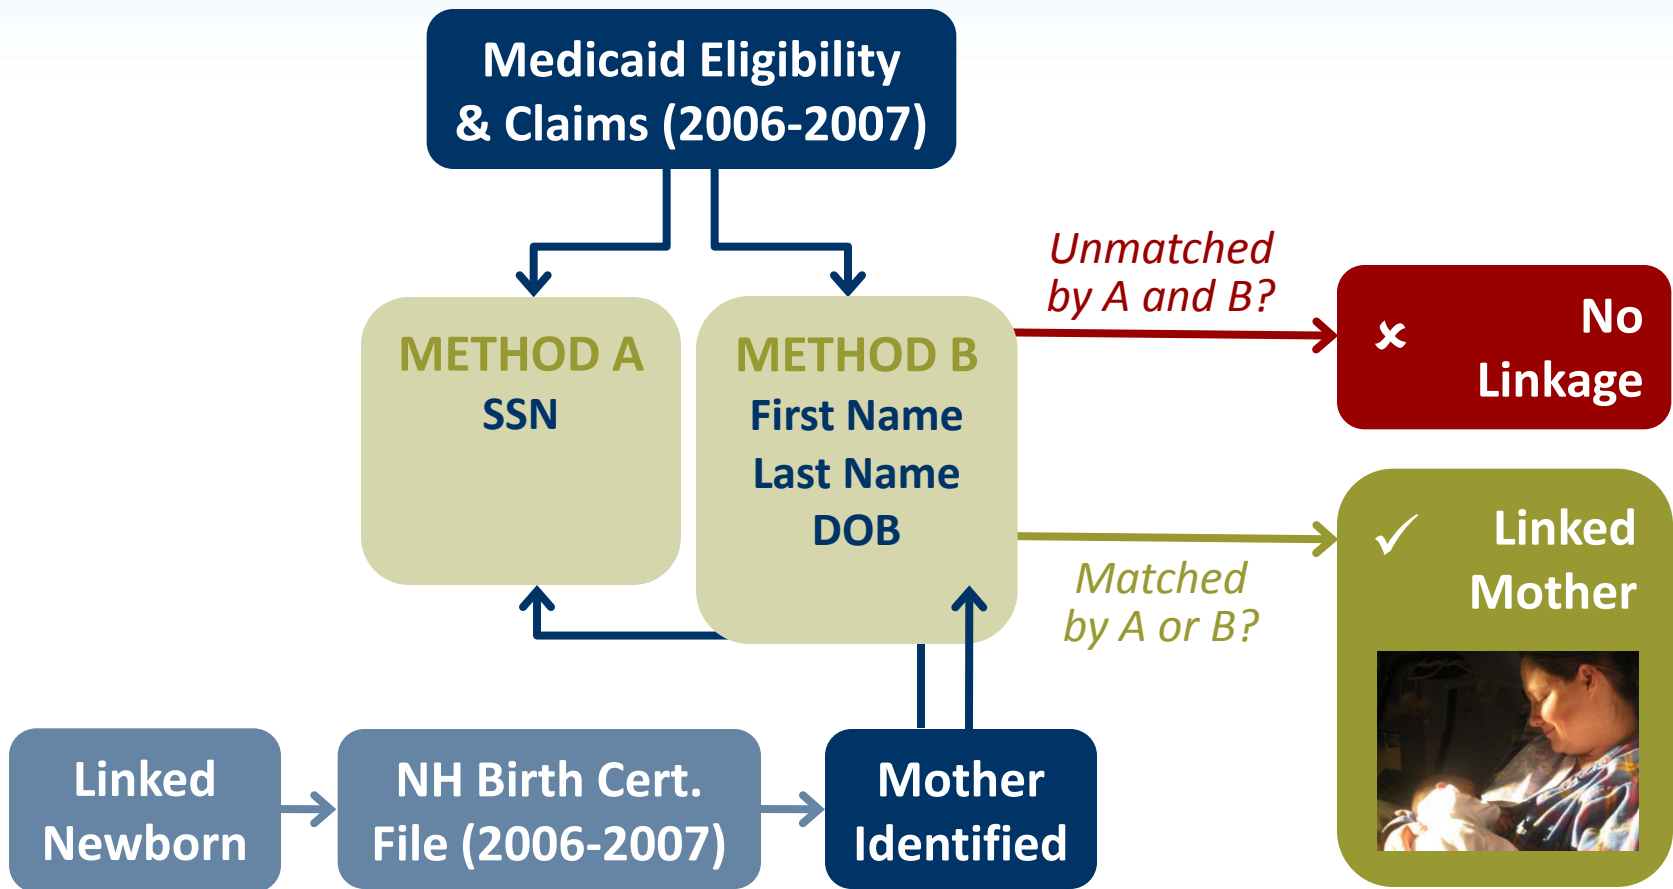 Medicaid Eligibility
& Claims (2006-2007)
METHOD A
SSN
METHOD B
First Name
Last Name
DOB
Unmatched
by A and B?
No
Linkage
Matched
by A or B?
Linked
Mother
Linked
Newborn
NH Birth Cert.
File (2006-2007)
Mother
Identified